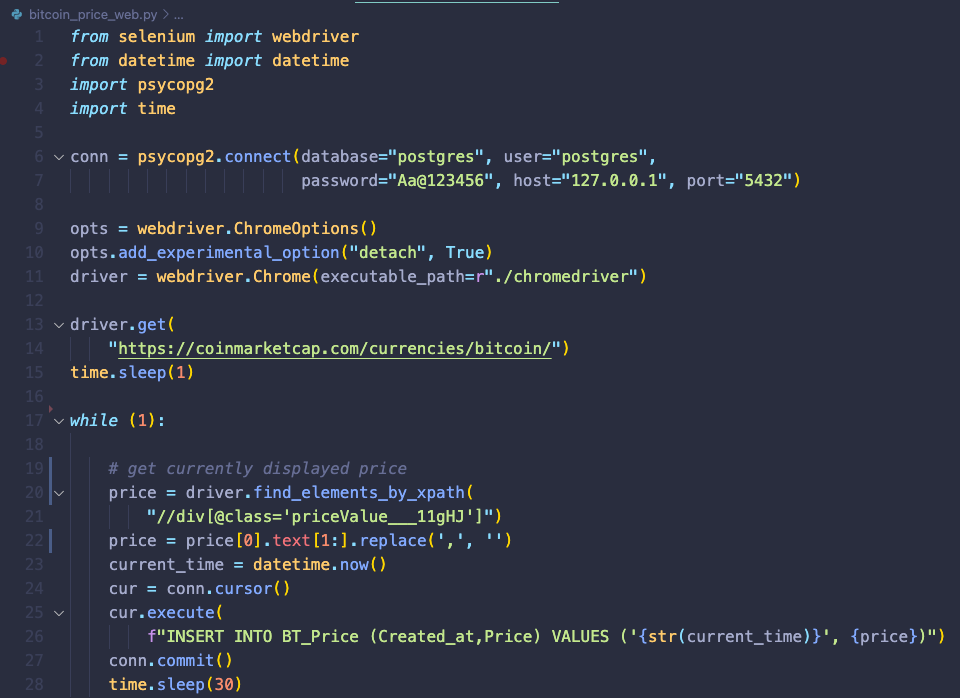 bitcoin_price_web.py > ...
1 from selenium import webdriver
2 from datetime import datetime
3 import psycopg2
4 import time
5
6 conn = psycopg2.connect(database="postgres", user="postgres",
7 password="Aa@123456", host="127.0.0.1", port="5432")
8
9 opts = webdriver.ChromeOptions()
10 opts.add_experimental_option("detach", True)
11 driver = webdriver.Chrome(executable_path=r"./chromedriver")
12
13 driver.get(
14 "https://coinmarketcap.com/currencies/bitcoin/")
15 time.sleep(1)
16
17 while (1):
18
19 # get currently displayed price
20 price = driver.find_elements_by_xpath(
21 "//div[@class='priceValue___11gHJ']")
22 price = price[0].text[1:].replace(',', '')
23 current_time = datetime.now()
24 cur = conn.cursor()
25 cur.execute(
26 f"INSERT INTO BT_Price (Created_at,Price) VALUES ('{str(current_time)}', {price})")
27 conn.commit()
28 time.sleep(30)